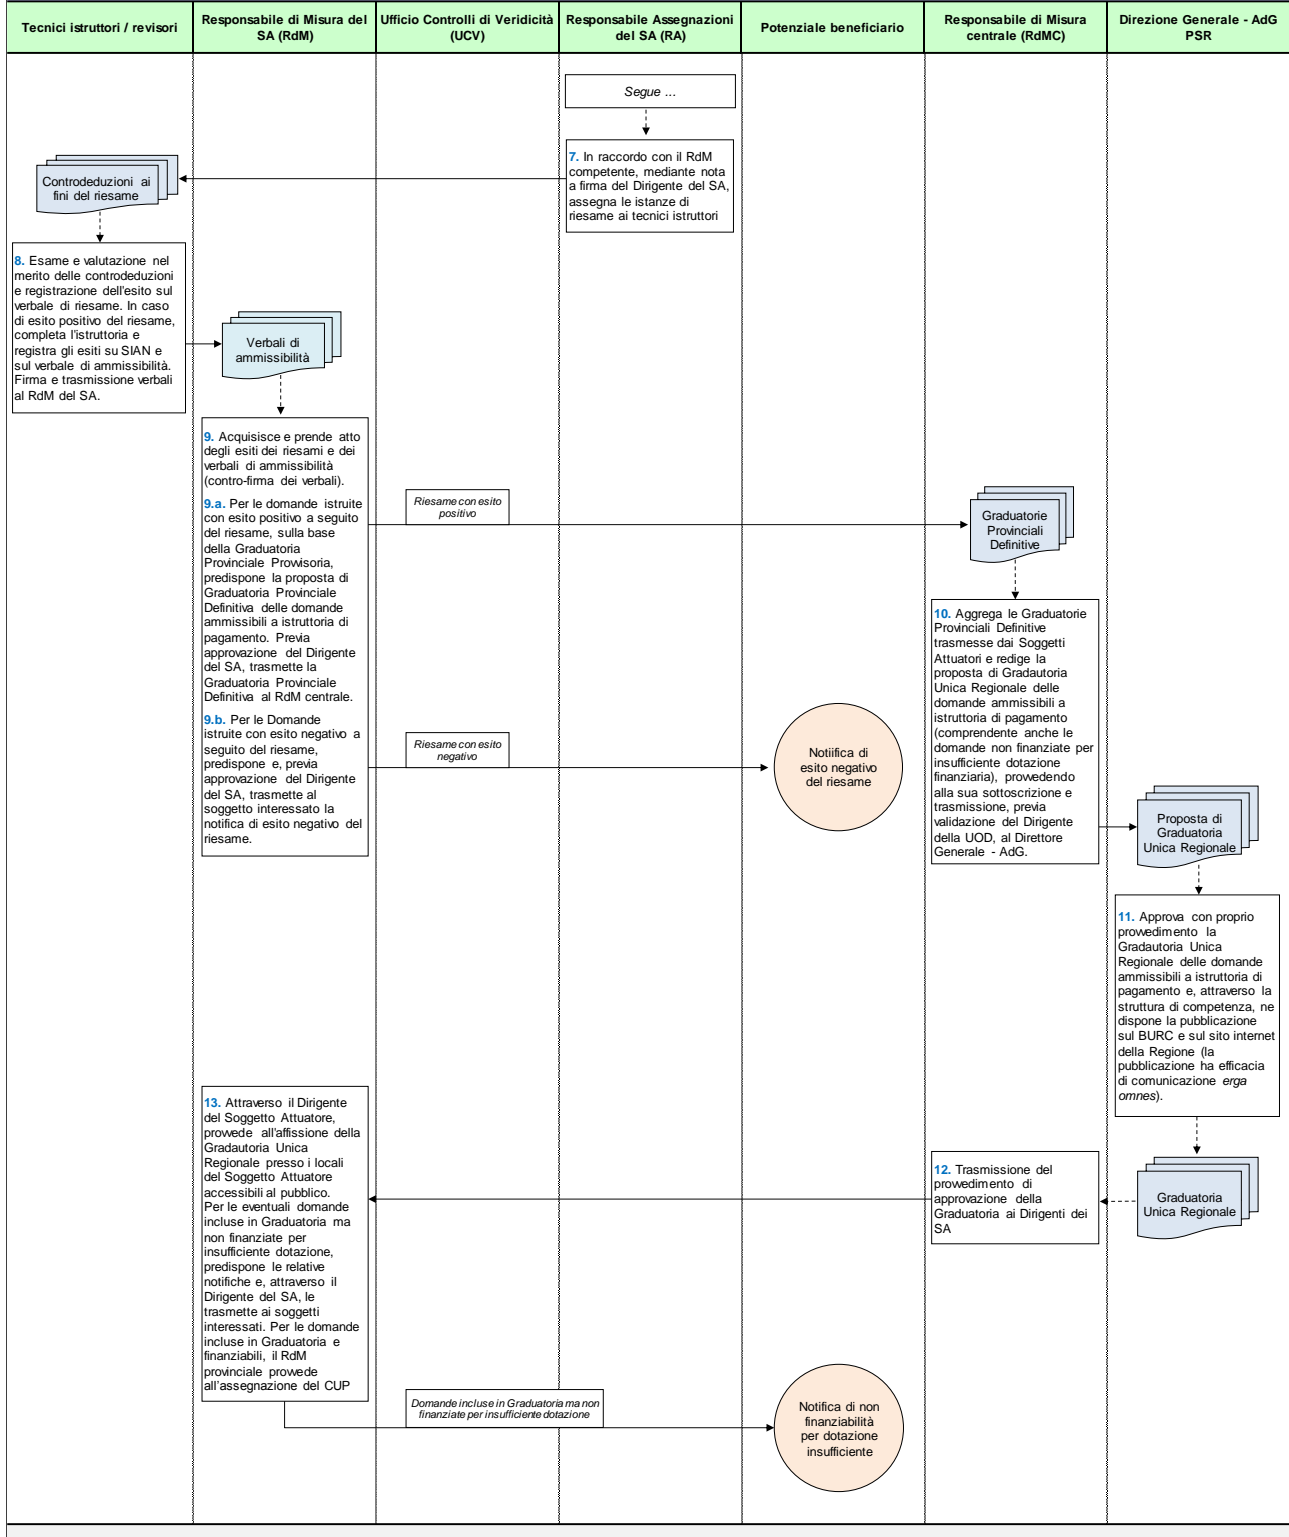 Tecnici istruttori / revisori
Responsabile di Misura del
SA (RdM)
Ufficio Controlli di Veridicità
(UCV)
Responsabile Assegnazioni
del SA (RA)
Potenziale beneficiario
Responsabile di Misura
centrale (RdMC)
Direzione Generale - AdG
PSR
Segue ...
7. In raccordo con il RdM
competente, mediante nota
a firma del Dirigente del SA,
assegna le istanze di
riesame ai tecnici istruttori
Controdeduzioni ai
fini del riesame
8. Esame e valutazione nel
merito delle controdeduzioni
e registrazione dell'esito sul
verbale di riesame. In caso
di esito positivo del riesame,
completa l'istruttoria e
registra gli esiti su SIAN e
sul verbale di ammissibilità.
Firma e trasmissione verbali
al RdM del SA.
Verbali di
ammissibilità
9. Acquisisce e prende atto
degli esiti dei riesami e dei
verbali di ammissibilità
(contro-firma dei verbali).
9.a. Per le domande istruite
con esito positivo a seguito
del riesame, sulla base
della Graduatoria
Provinciale Provvisoria,
predispone la proposta di
Graduatoria Provinciale
Definitiva delle domande
ammissibili a istruttoria di
pagamento. Previa
approvazione del Dirigente
del SA, trasmette la
Graduatoria Provinciale
Definitiva al RdM centrale.
9.b. Per le Domande
istruite con esito negativo a
seguito del riesame,
predispone e, previa
approvazione del Dirigente
del SA, trasmette al
soggetto interessato la
notifica di esito negativo del
riesame.
Riesame con esito
positivo
Riesame con esito
negativo
Graduatorie
Provinciali
Definitive
10. Aggrega le Graduatorie
Provinciali Definitive
trasmesse dai Soggetti
Attuatori e redige la
proposta di Gradautoria
Unica Regionale delle
domande ammissibili a
istruttoria di pagamento
(comprendente anche le
domande non finanziate per
insufficiente dotazione
finanziaria), provvedendo
alla sua sottoscrizione e
trasmissione, previa
validazione del Dirigente
della UOD, al Direttore
Generale - AdG.
Notiifica di
esito negativo
del riesame
Proposta di
Graduatoria
Unica Regionale
11. Approva con proprio
provvedimento la
Gradautoria Unica
Regionale delle domande
ammissibili a istruttoria di
pagamento e, attraverso la
struttura di competenza, ne
dispone la pubblicazione
sul BURC e sul sito internet
della Regione (la
pubblicazione ha efficacia
di comunicazione erga
omnes).
Graduatoria
Unica Regionale
12. Trasmissione del
provvedimento di
approvazione della
Graduatoria ai Dirigenti dei
SA
13. Attraverso il Dirigente
del Soggetto Attuatore,
provvede all'affissione della
Gradautoria Unica
Regionale presso i locali
del Soggetto Attuatore
accessibili al pubblico.
Per le eventuali domande
incluse in Graduatoria ma
non finanziate per
insufficiente dotazione,
predispone le relative
notifiche e, attraverso il
Dirigente del SA, le
trasmette ai soggetti
interessati. Per le domande
incluse in Graduatoria e
finanziabili, il RdM
provinciale provvede
all'assegnazione del CUP
Domande incluse in Graduatoria ma non
finanziate per insufficiente dotazione
Notifica di non
finanziabilità
per dotazione
insufficiente